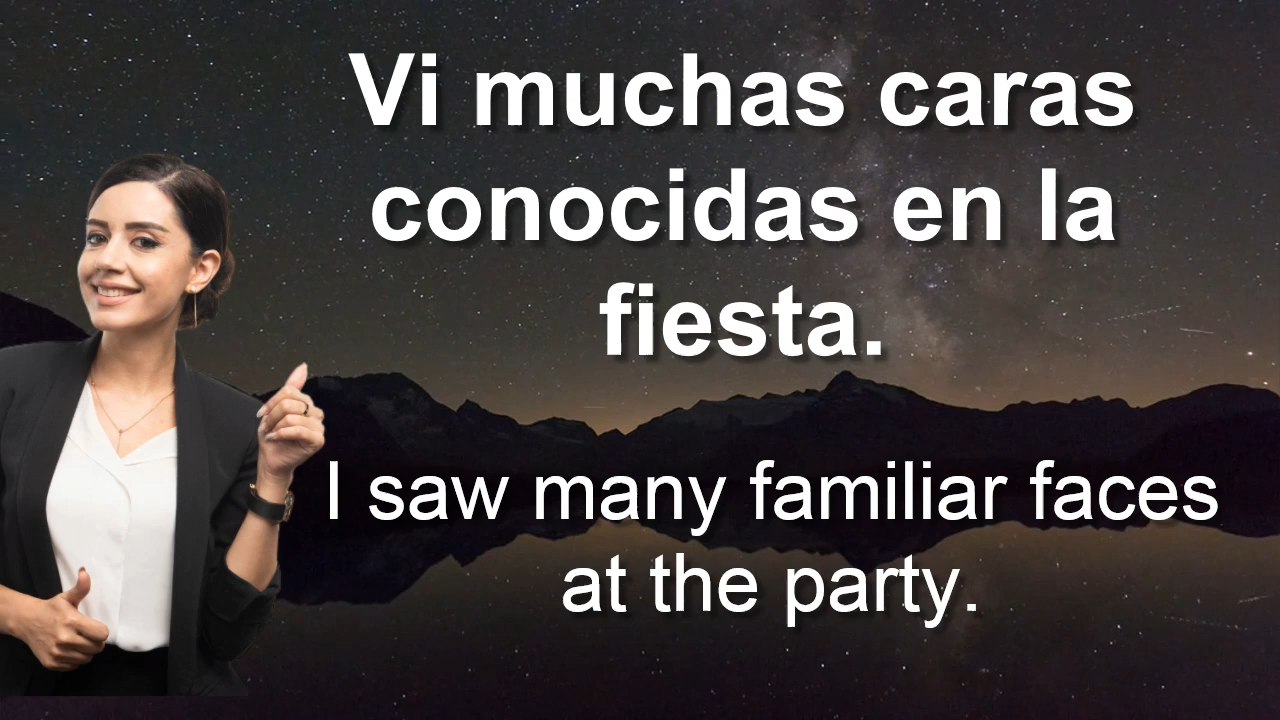 Vi muchas caras
conocidas en la
fiesta.
I saw many familiar faces
at the party.